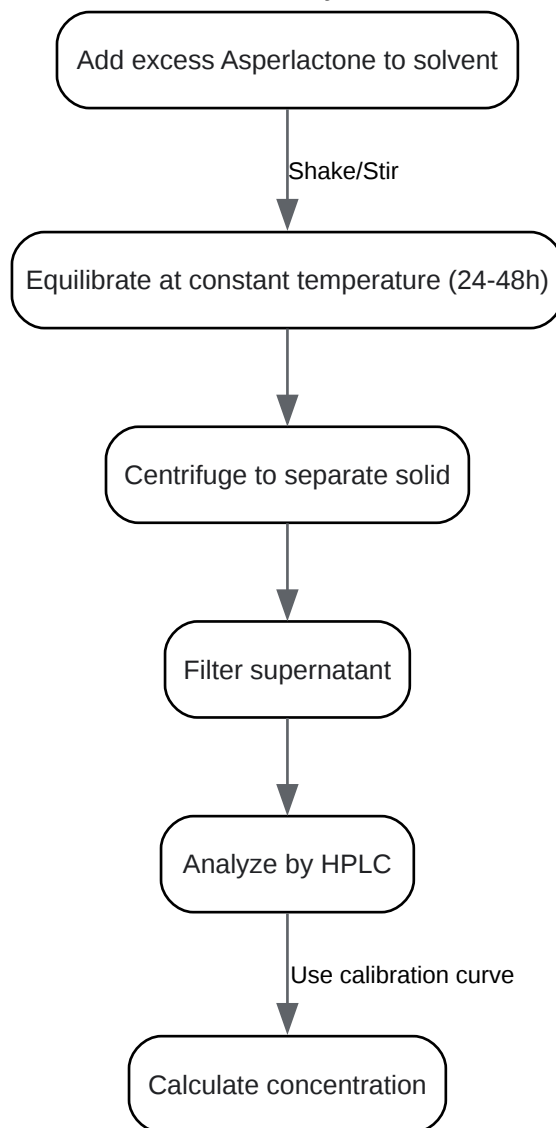 Add excess Asperlactone to solvent
Shake/Stir
Equilibrate at constant temperature (24-48h)
Centrifuge to separate solid
Filter supernatant
Analyze by HPLC
Use calibration curve
Calculate concentration